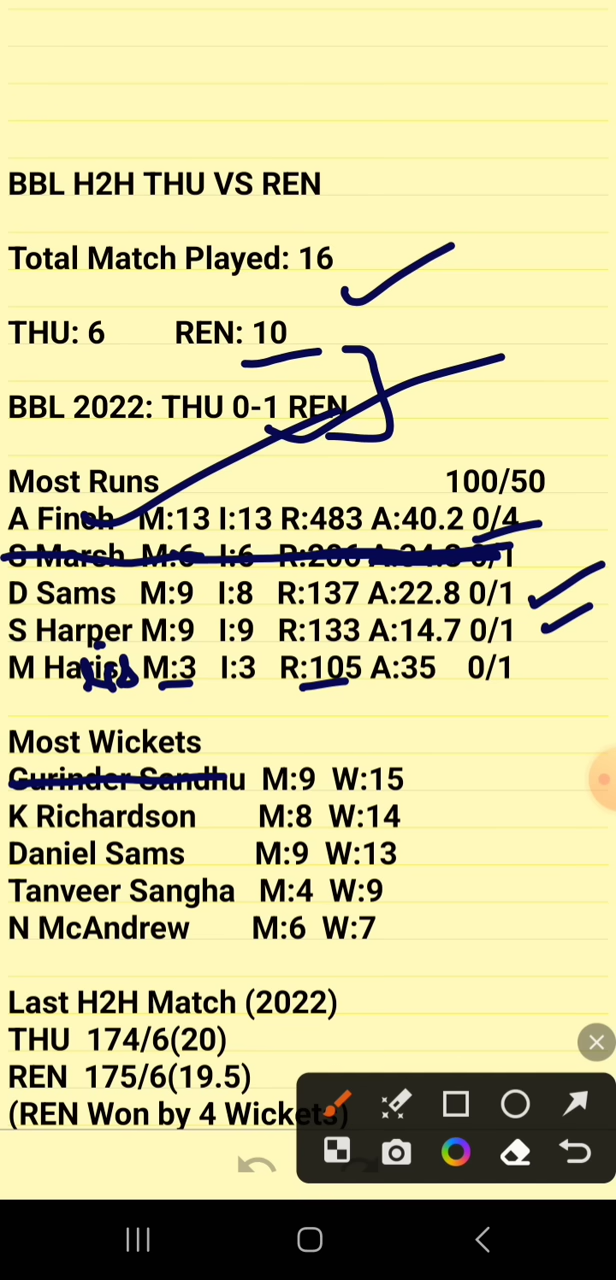 BBL H2H THU VS REN
Total Match Played: 16
THU: 6 REN: 10
BBL 2022: THU 0-1 REN
Most Runs 100/50
A Finch M:13 I:13 R:483 A:40.2 0/4
S Marsh M:6 I:6 R:206 A:34.3 0/1
D Sams M:9 I:8 R:137 A:22.8 0/1
S Harper M:9 I:9 R:133 A:14.7 0/1
M Harris M:3 I:3 R:105 A:35 0/1
Most Wickets
Gurinder Sandhu M:9 W:15
K Richardson M:8 W:14
Daniel Sams M:9 W:13
Tanveer Sangha M:4 W:9
N McAndrew M:6 W:7
Last H2H Match (2022)
THU 174/6(20)
REN 175/6(19.5)
(REN Won by 4 Wickets)